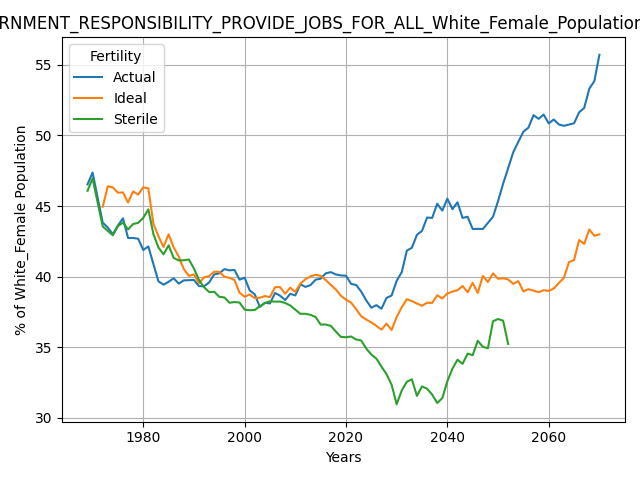 RNMENT_RESPONSIBILITY_PROVIDE_JOBS_FOR_ALL_White_Female_Population
Fertility
Actual
Ideal
Sterile
% of White_Female Population
55
50
45
40
35
30
1980
2000
2020
2040
2060
Years